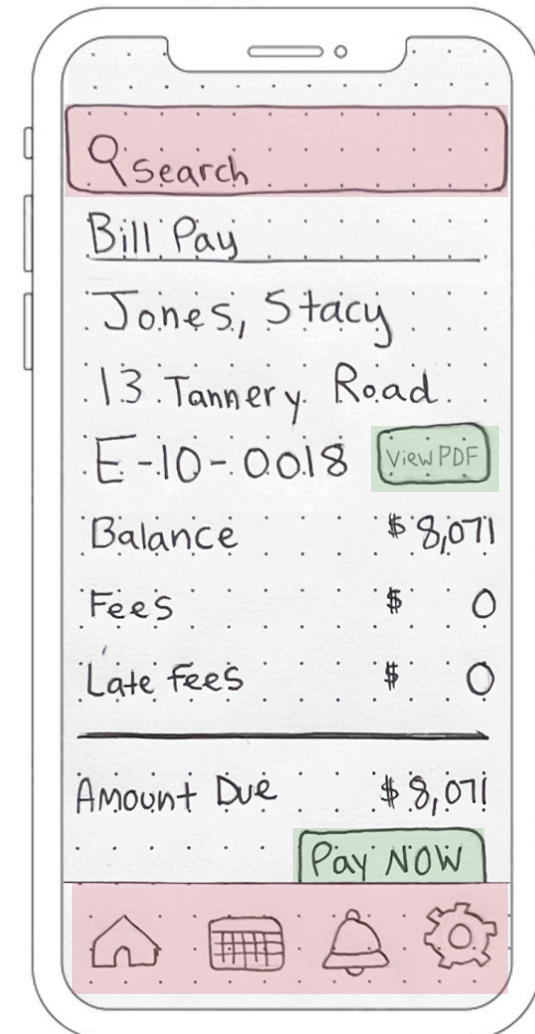 Search
Bill Pay
Jones, Stacy
13 Tannery Road
E-10-0018 View PDF
Balance $8,071
Fees $ 0
Late Fees $ 0
Amount Due $8,071
Pay NOW